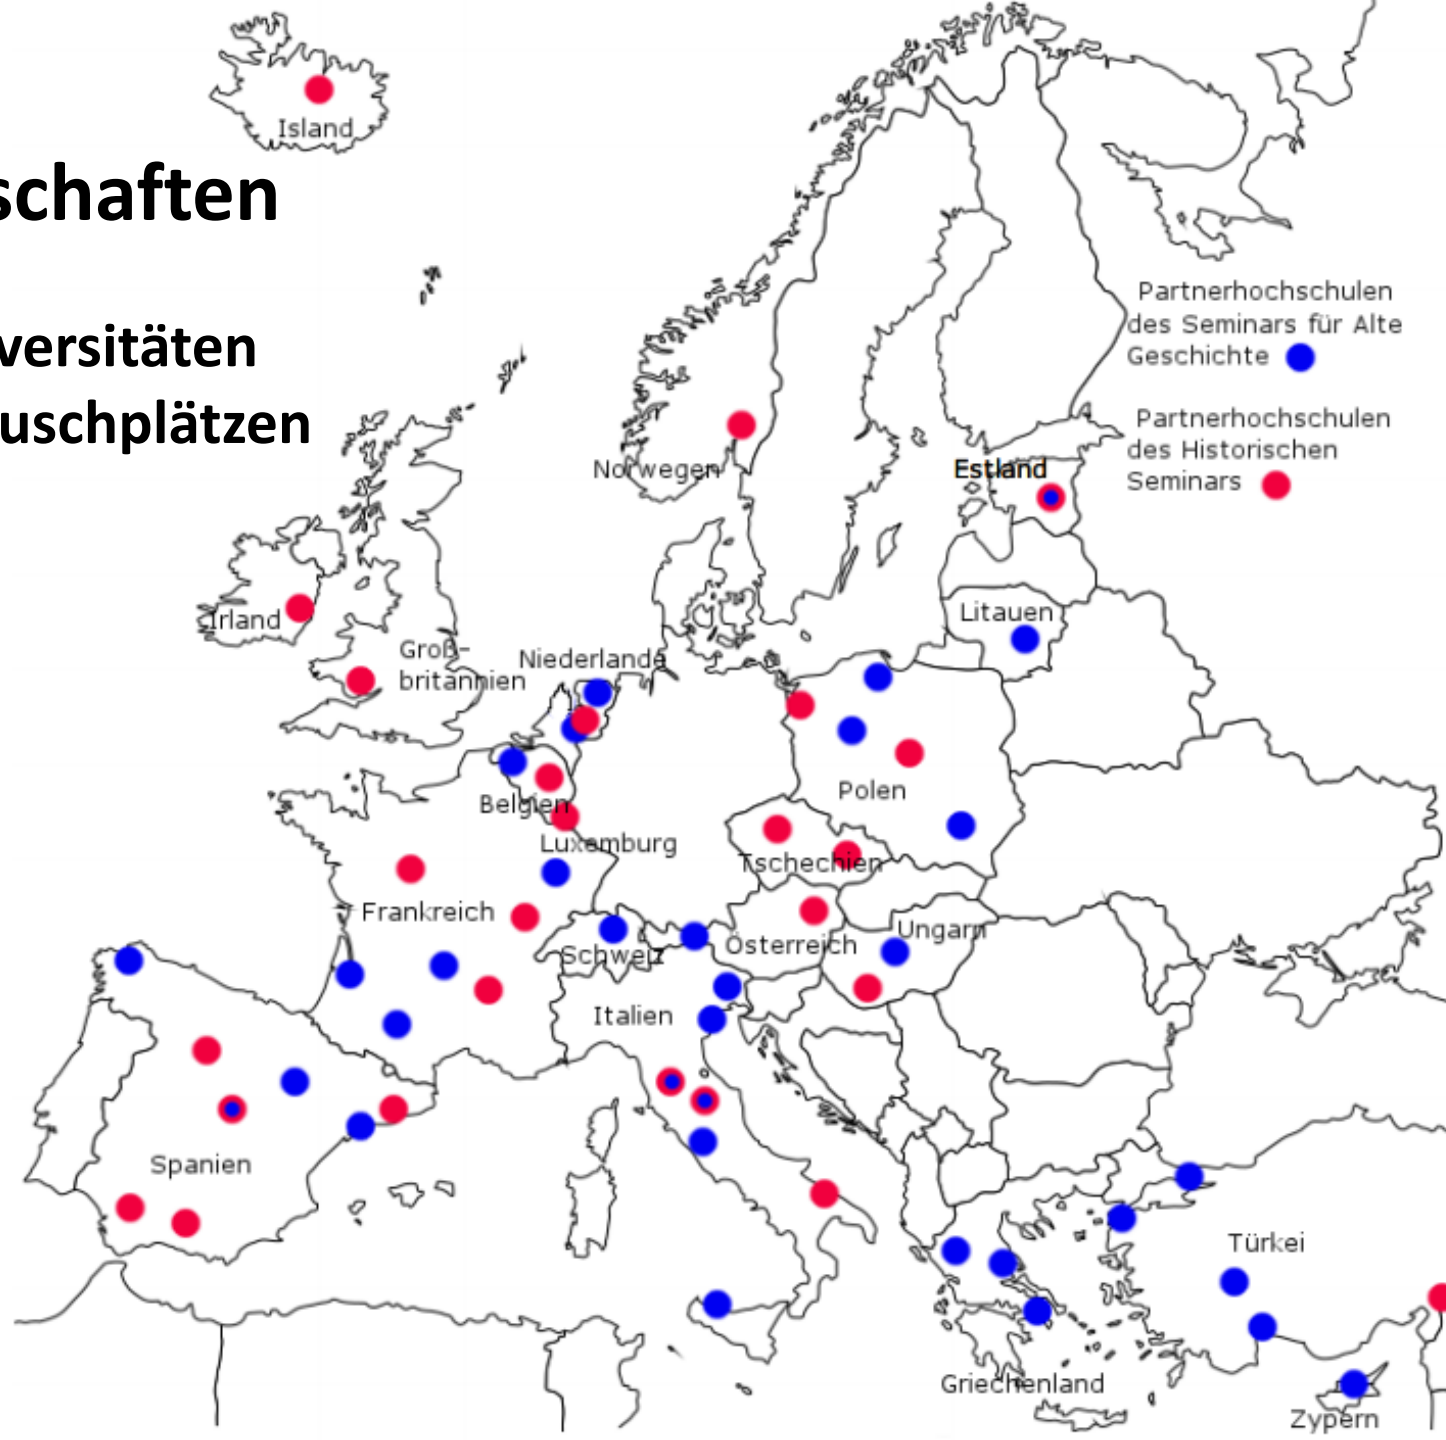 Island
schaften
versitäten
uschplätzen
Partnerhochschulen
des Seminars für Alte
Geschichte
Partnerhochschulen
des Historischen
Seminars
Norwegen
Estland
Irland
Groß-
britannien
Niederlande
Litauen
Belgien
Polen
Luxemburg
Tschechien
Frankreich
Schweiz
Österreich
Ungarn
Italien
Spanien
Türkei
Griechenland
Zypern